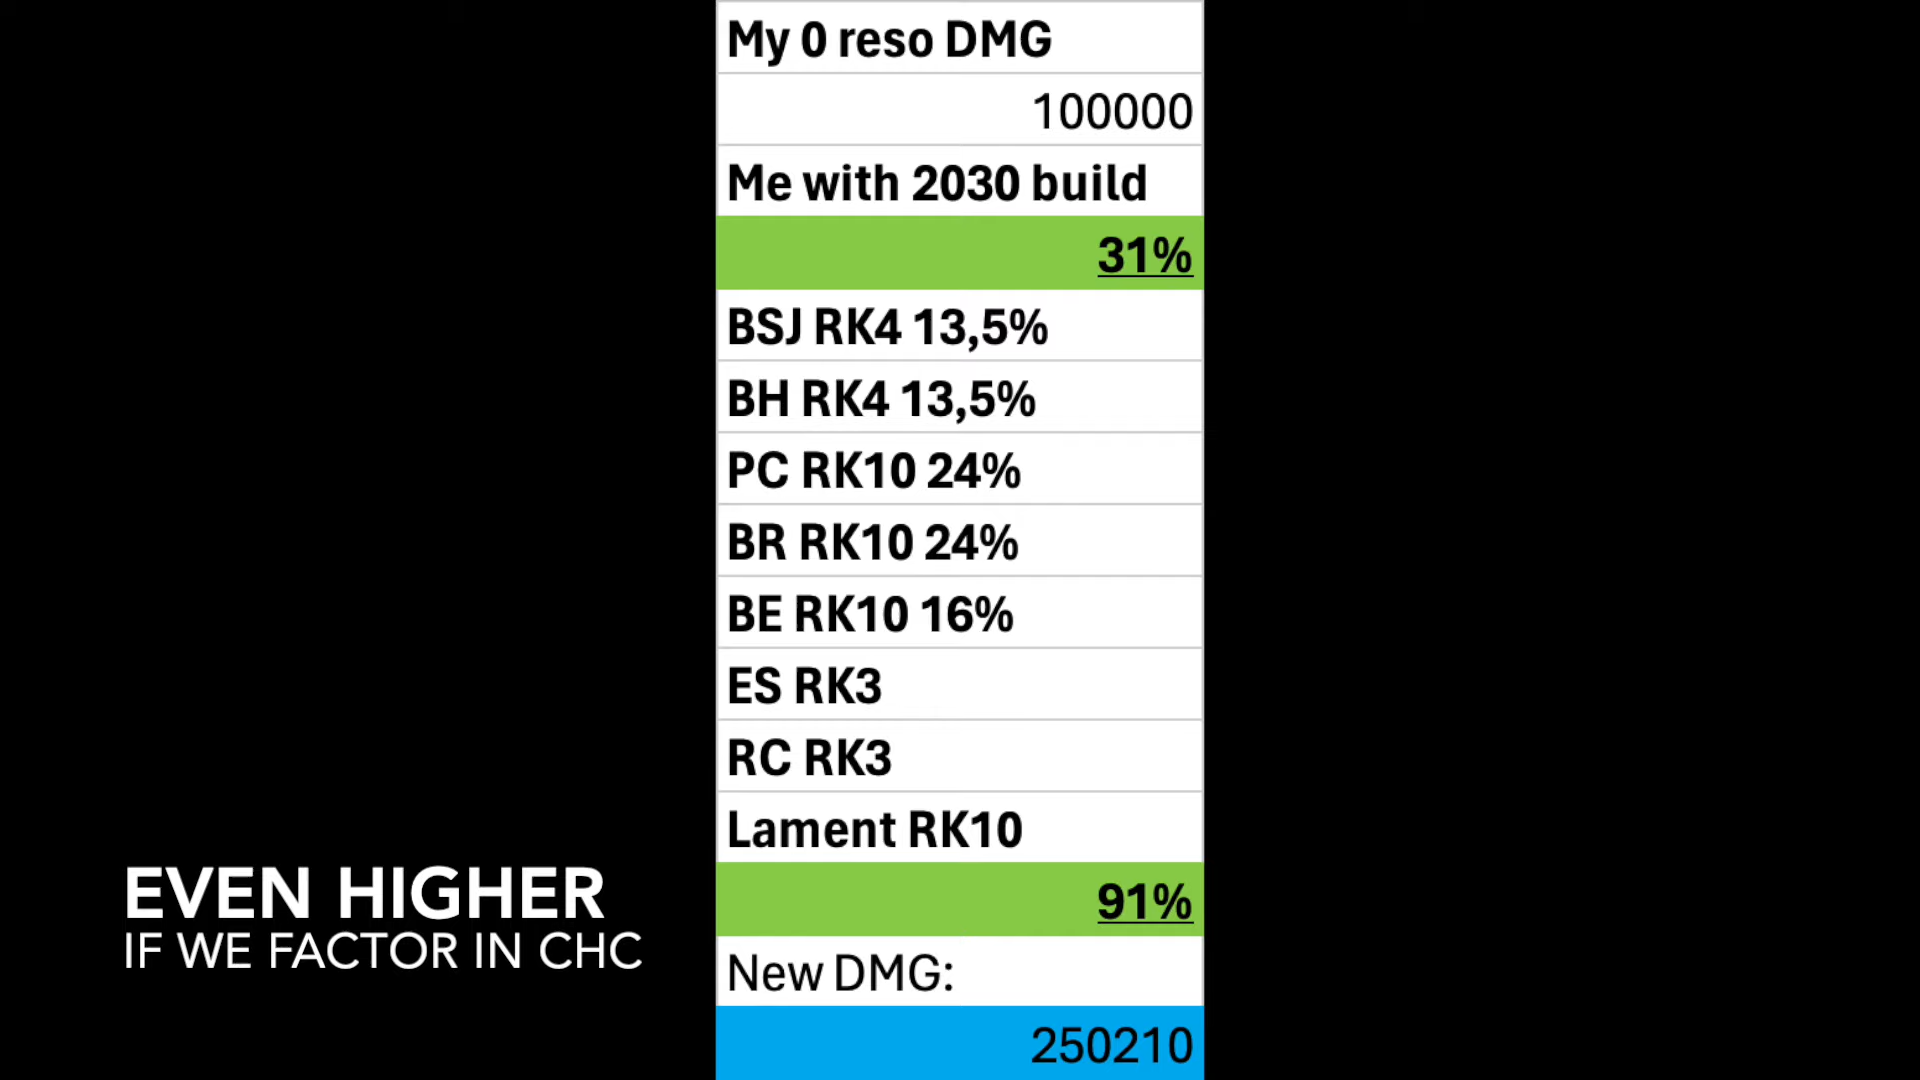 My 0 reso DMG
100000
Me with 2030 build
31%
BSJ RK4 13,5%
BH RK4 13,5%
PC RK10 24%
BR RK10 24%
BE RK10 16%
ES RK3
RC RK3
Lament RK10
91%
New DMG:
250210
EVEN HIGHER
IF WE FACTOR IN CHC